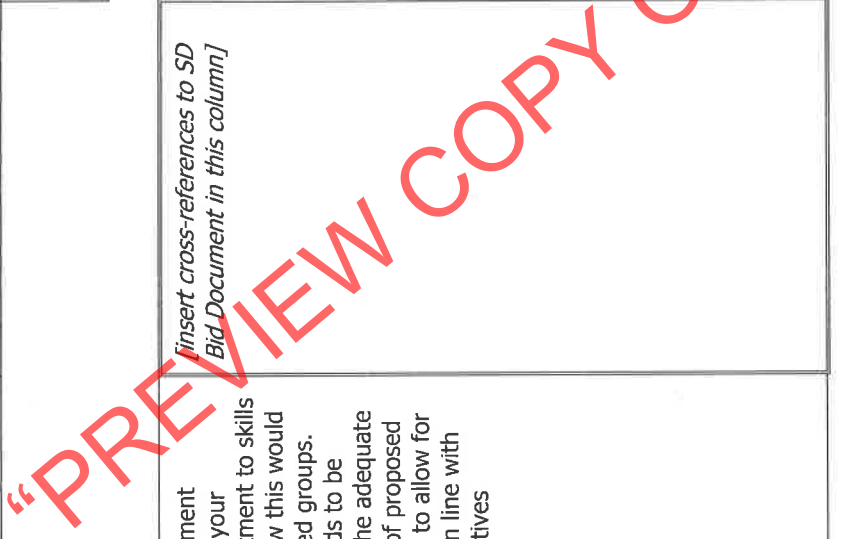 [insert cross-references to SD
Bid Document in this column]
ment
your
tment to skills
w this would
ed groups.
ds to be
he adequate
of proposed
to allow for
n line with
tives
“PREVIEW COPY